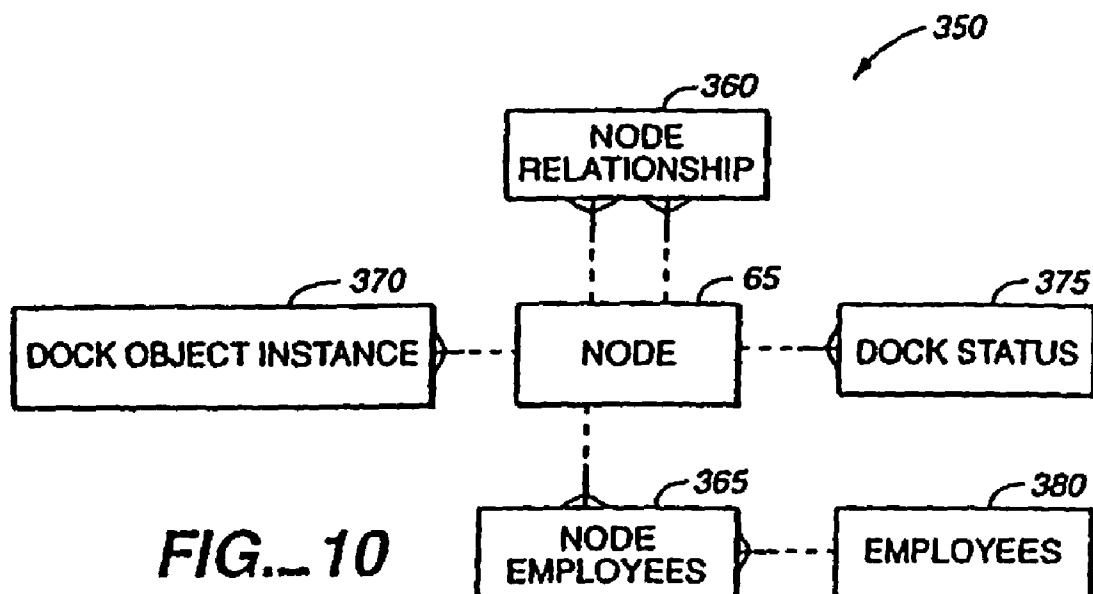 350
360
NODE
RELATIONSHIP
370
65
375
DOCK OBJECT INSTANCE
NODE
DOCK STATUS
365
380
NODE
EMPLOYEES
EMPLOYEES
FIG._10